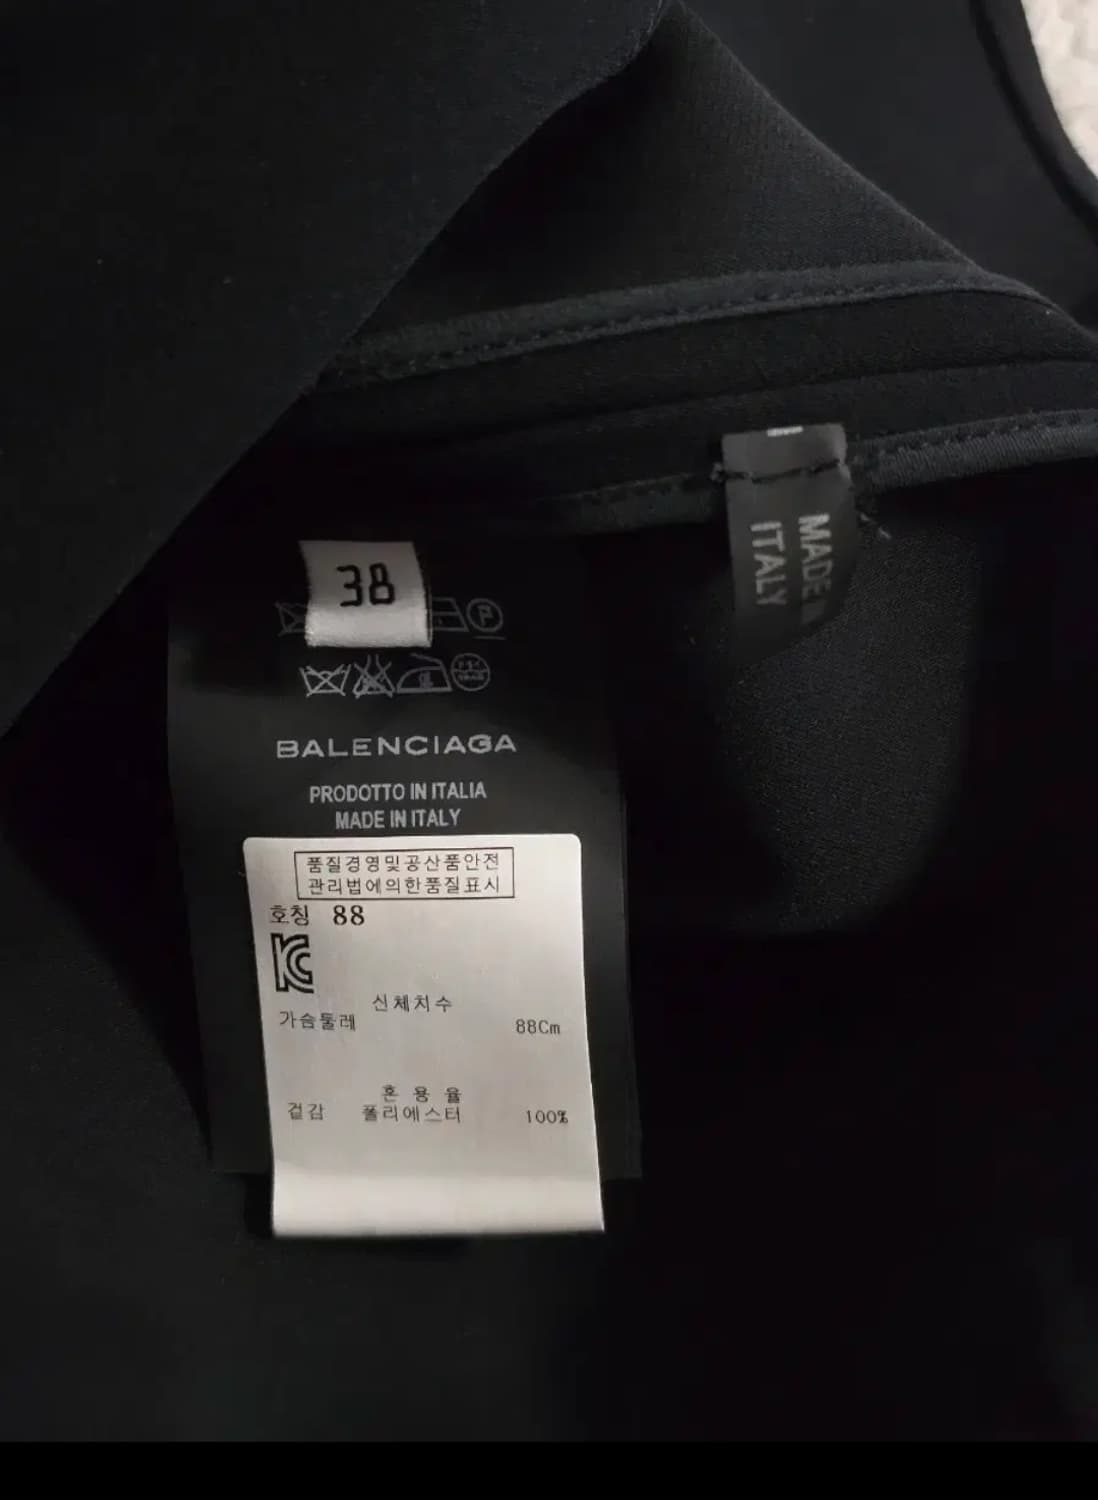 38
BALENCIAGA
PRODOTTO IN ITALIA
MADE IN ITALY
품질경영및공산품안전
관리법에의한품질표시
호칭 88
신체치수
가슴둘레 88Cm
혼용율
겉감 폴리에스터 100%
MADE
ITALY